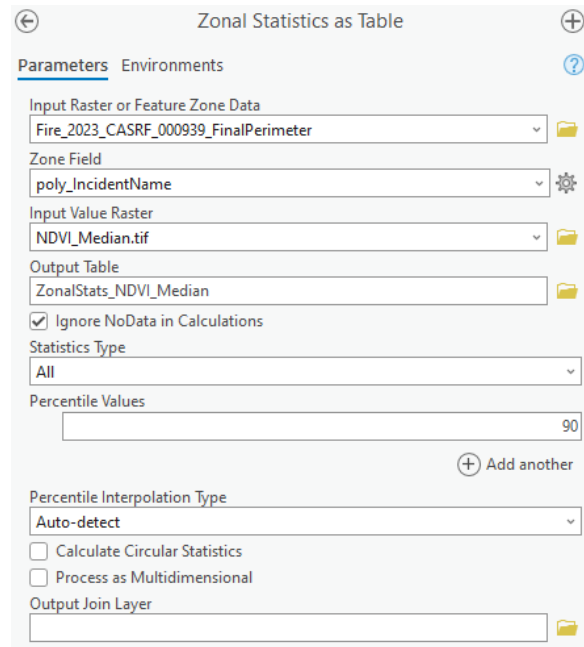 Zonal Statistics as Table
Parameters Environments
Input Raster or Feature Zone Data
Fire_2023_CASRF_000939_FinalPerimeter
Zone Field
poly_IncidentName
Input Value Raster
NDVI_Median.tif
Output Table
ZonalStats_NDVI_Median
Ignore NoData in Calculations
Statistics Type
All
Percentile Values
90
Add another
Percentile Interpolation Type
Auto-detect
Calculate Circular Statistics
Process as Multidimensional
Output Join Layer